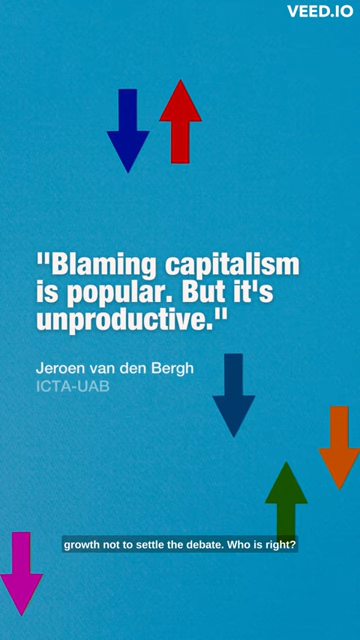 VEED.IO
"Blaming capitalism
is popular. But it's
unproductive."
Jeroen van den Bergh
ICTA-UAB
growth not to settle the debate. Who is right?